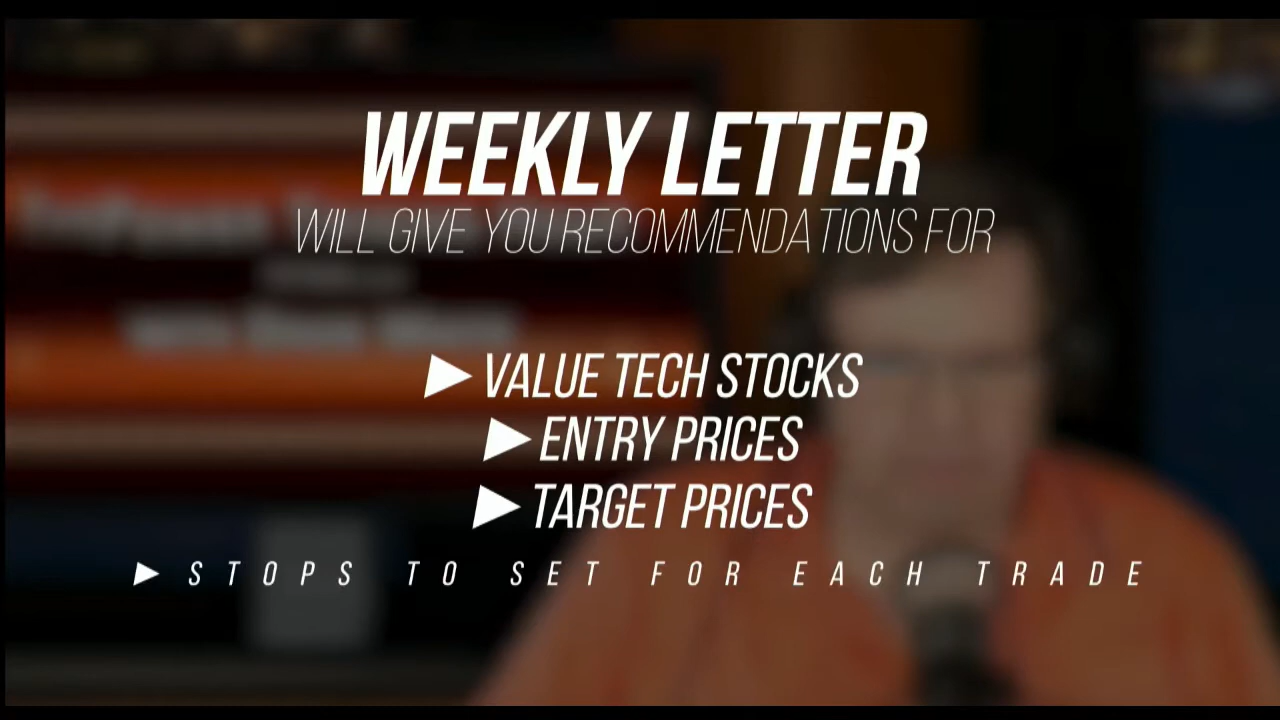 WEEKLY LETTER
WILL GIVE YOU RECOMMENDATIONS FOR
▶ VALUE TECH STOCKS
▶ ENTRY PRICES
▶ TARGET PRICES
▶ STOPS TO SET FOR EACH TRADE